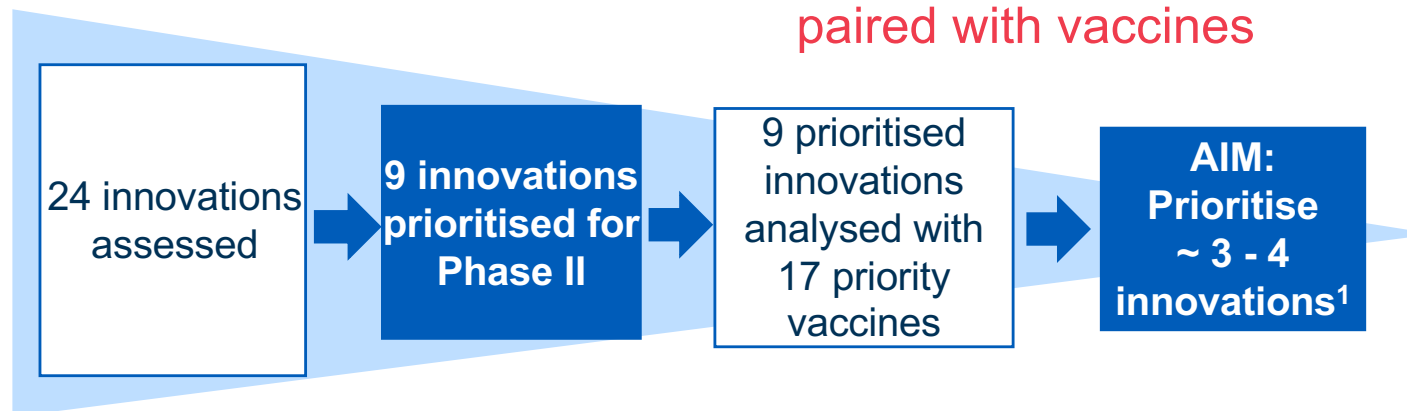 paired with vaccines
24 innovations
assessed
9 innovations
prioritised for
Phase II
9 prioritised
innovations
analysed with
17 priority
vaccines
AIM:
Prioritise
~ 3 - 4
innovations¹